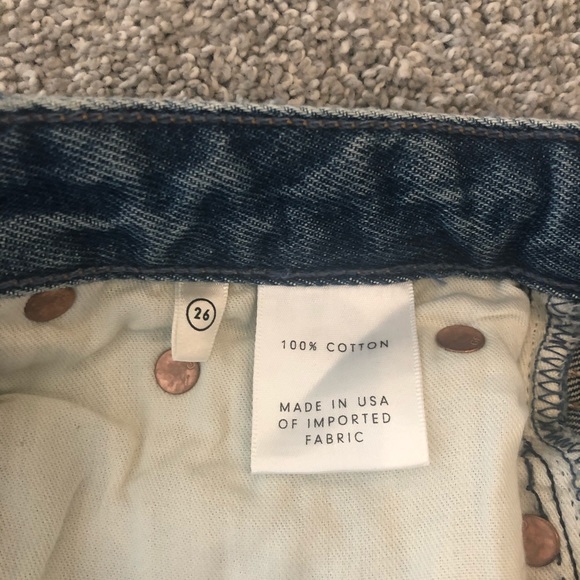 26
100% COTTON
MADE IN USA
OF IMPORTED
FABRIC